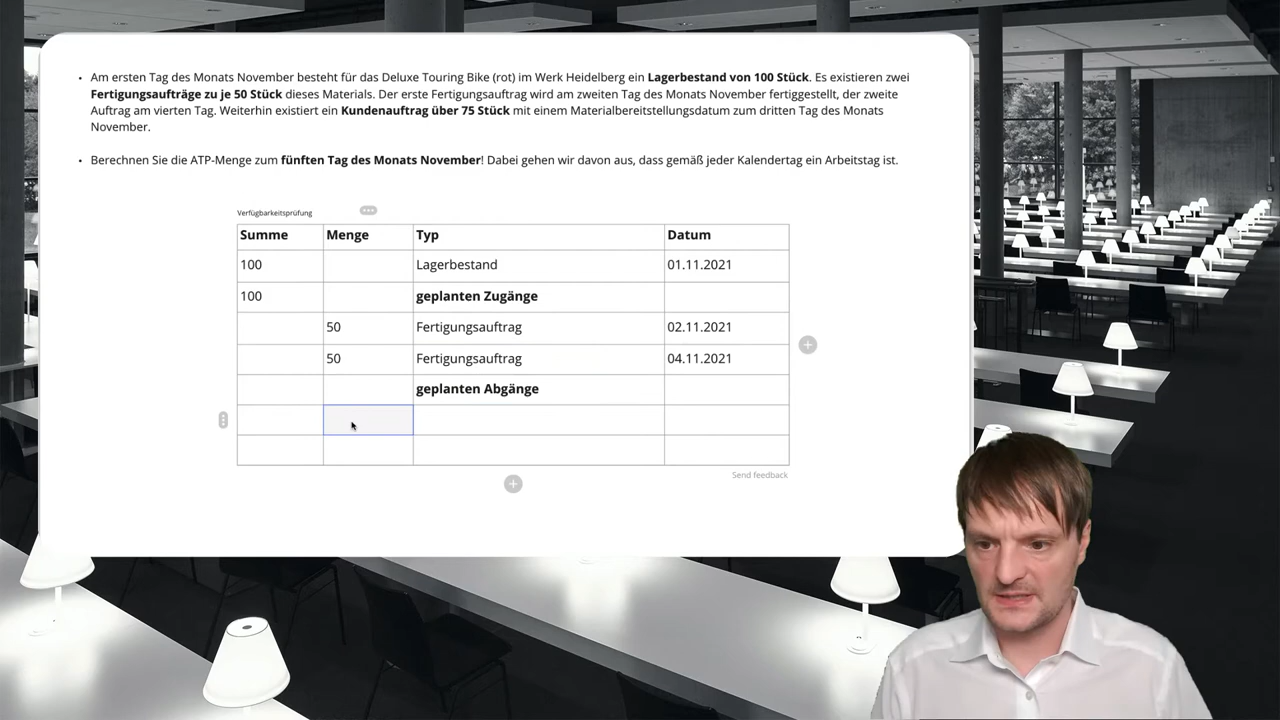 • Am ersten Tag des Monats November besteht für das Deluxe Touring Bike (rot) im Werk Heidelberg ein Lagerbestand von 100 Stück. Es existieren zwei
Fertigungsaufträge zu je 50 Stück dieses Materials. Der erste Fertigungsauftrag wird am zweiten Tag des Monats November fertiggestellt, der zweite
Auftrag am vierten Tag. Weiterhin existiert ein Kundenauftrag über 75 Stück mit einem Materialbereitstellungsdatum zum dritten Tag des Monats
November.
• Berechnen Sie die ATP-Menge zum fünften Tag des Monats November! Dabei gehen wir davon aus, dass gemäß jeder Kalendertag ein Arbeitstag ist.
Verfügbarkeitsprüfung
Summe Menge Typ Datum
100 Lagerbestand 01.11.2021
100 geplanten Zugänge
50 Fertigungsauftrag 02.11.2021
50 Fertigungsauftrag 04.11.2021
geplanten Abgänge
Send feedback